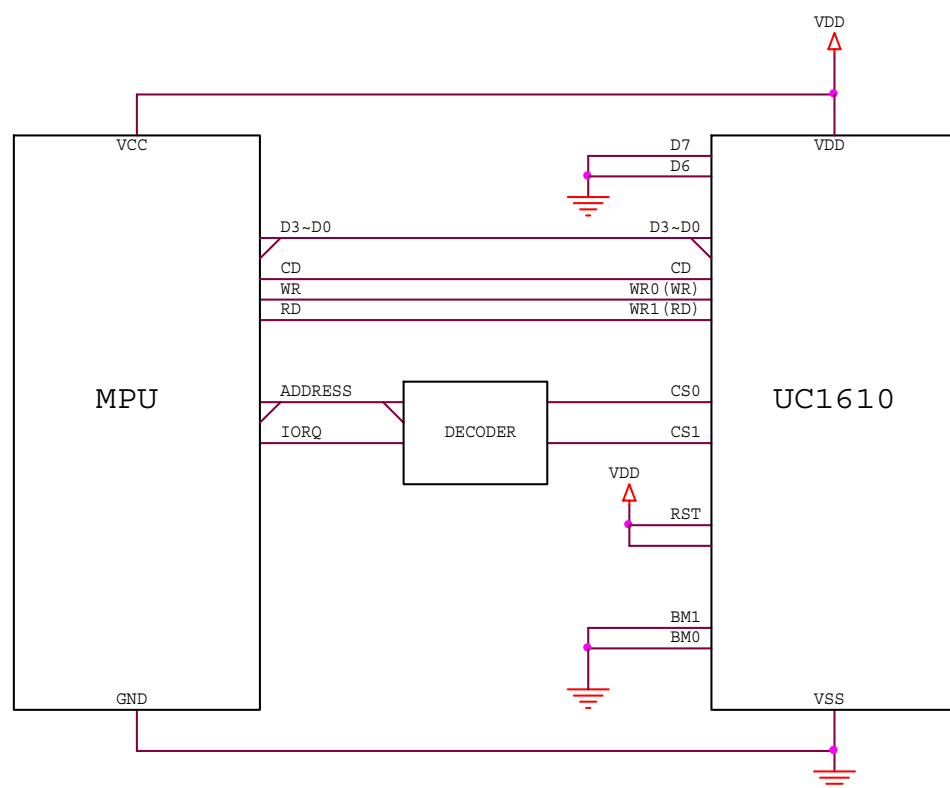 VDD
VCC
VDD
D7
D6
D3~D0
D3~D0
CD
CD
WR
WR0(WR)
RD
WR1(RD)
MPU
ADDRESS
IORQ
DECODER
CS0
CS1
UC1610
VDD
RST
BM1
BM0
GND
VSS